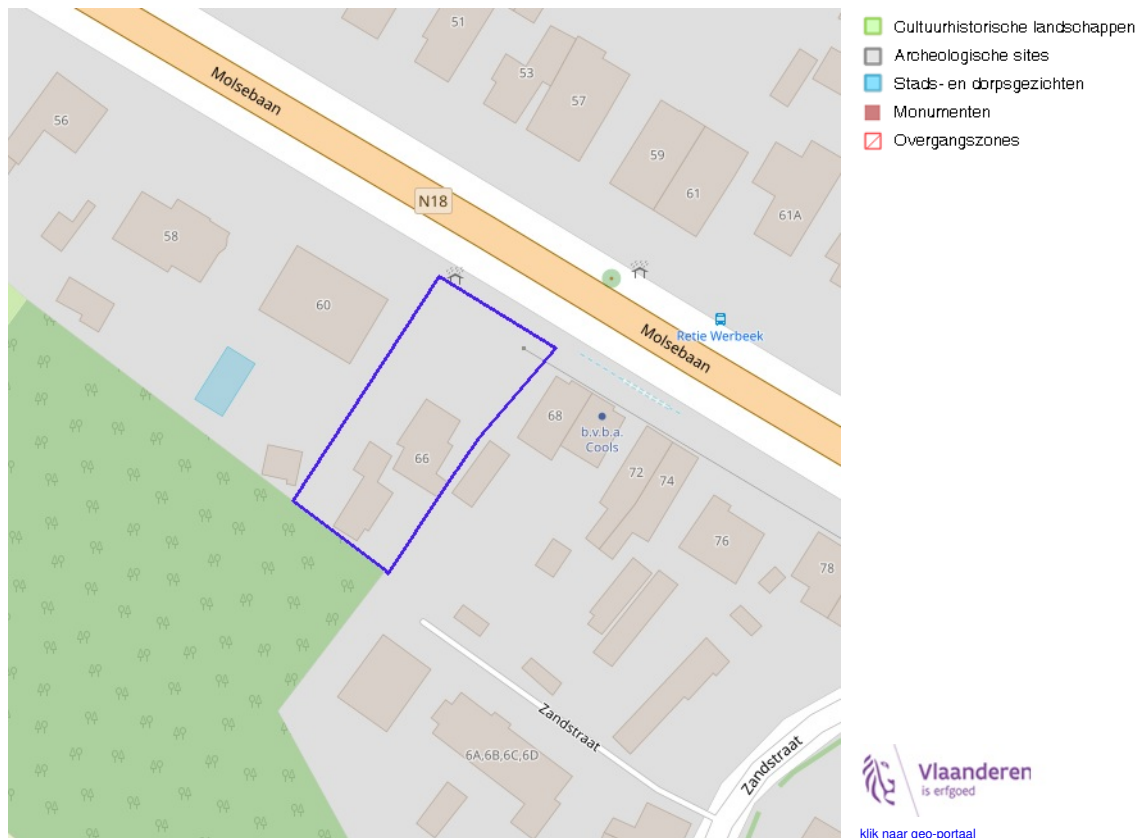 51
53
57
56
Molsebaan
59
61
61A
N18
58
60
Retie Werbeek
Molsebaan
68
b.v.b.a.
Cools
66
72
74
76
78
Zandstraat
6A,6B,6C,6D
Zandstraat
Cultuurhistorische landschappen
Archeologische sites
Stads- en dorpsgezichten
Monumenten
Overgangszones
Vlaanderen
is erfgoed
klik naar geo-portaal